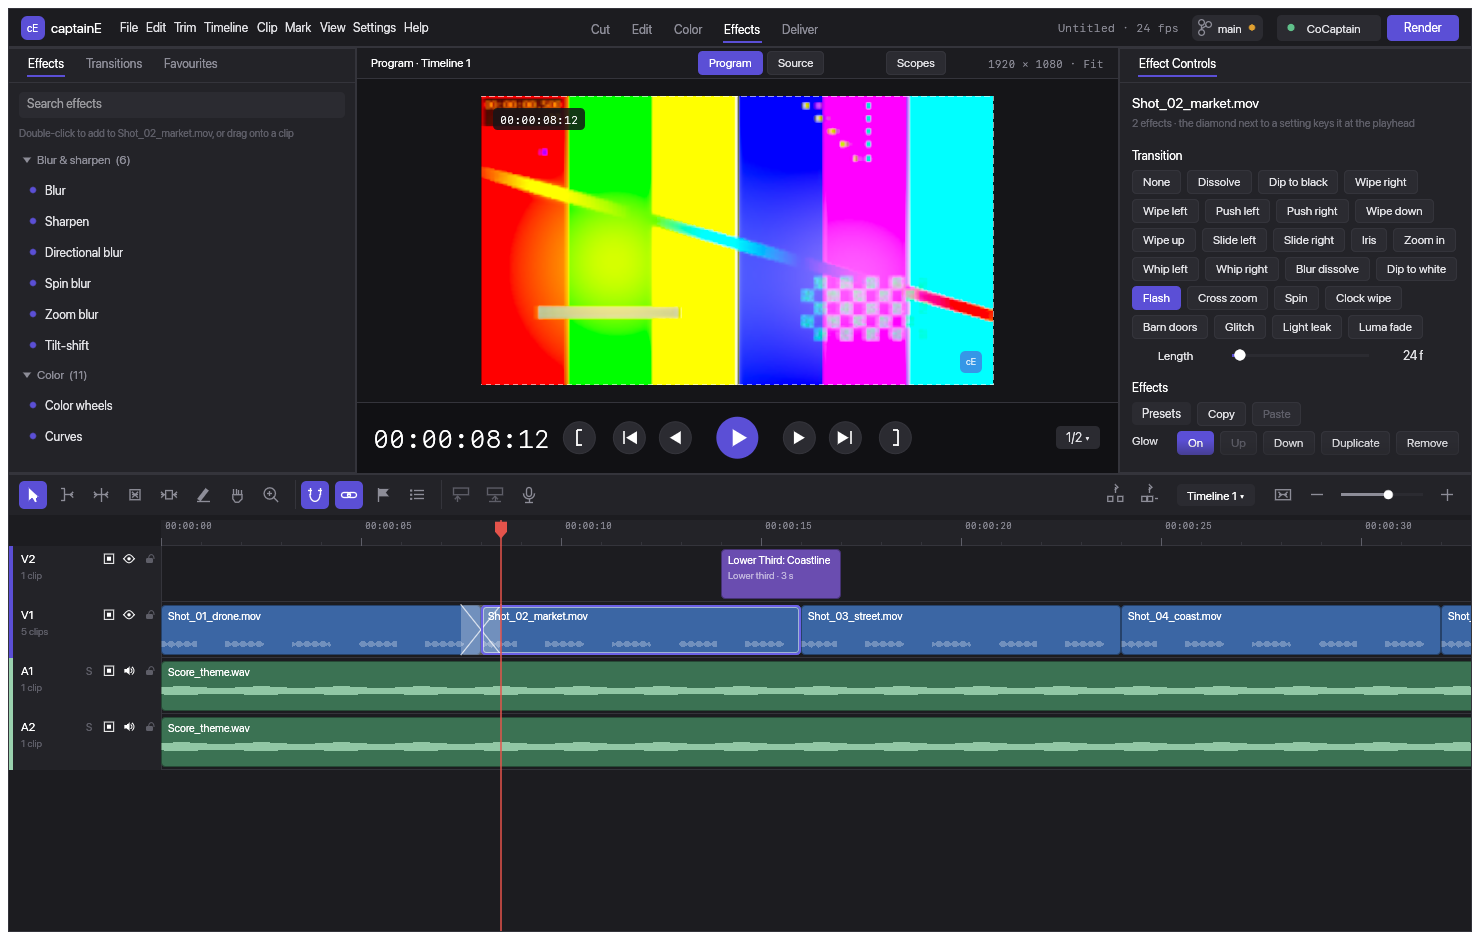 cE captainE File Edit Trim Timeline Clip Mark View Settings Help Cut Edit Color Effects Deliver Untitled · 24 fps main CoCaptain Render
Effects Transitions Favourites
Search effects
Double-click to add to Shot_02_market.mov, or drag onto a clip
Blur & sharpen (6)
Blur
Sharpen
Directional blur
Spin blur
Zoom blur
Tilt-shift
Color (11)
Color wheels
Curves
Program · Timeline 1 Program Source Scopes 1920 × 1080 · Fit
00:00:08:12
cE
00:00:08:12 1/2
Effect Controls
Shot_02_market.mov
2 effects · the diamond next to a setting keys it at the playhead
Transition
None Dissolve Dip to black Wipe right
Wipe left Push left Push right Wipe down
Wipe up Slide left Slide right Iris Zoom in
Whip left Whip right Blur dissolve Dip to white
Flash Cross zoom Spin Clock wipe
Barn doors Glitch Light leak Luma fade
Length 24 f
Effects
Presets Copy Paste
Glow On Up Down Duplicate Remove
Timeline 1
00:00:00 00:00:05 00:00:10 00:00:15 00:00:20 00:00:25 00:00:30
V2
1 clip
Lower Third: Coastline
Lower third · 3 s
V1
5 clips
Shot_01_drone.mov Shot_02_market.mov Shot_03_street.mov Shot_04_coast.mov Shot_
A1 S
1 clip
Score_theme.wav
A2 S
1 clip
Score_theme.wav